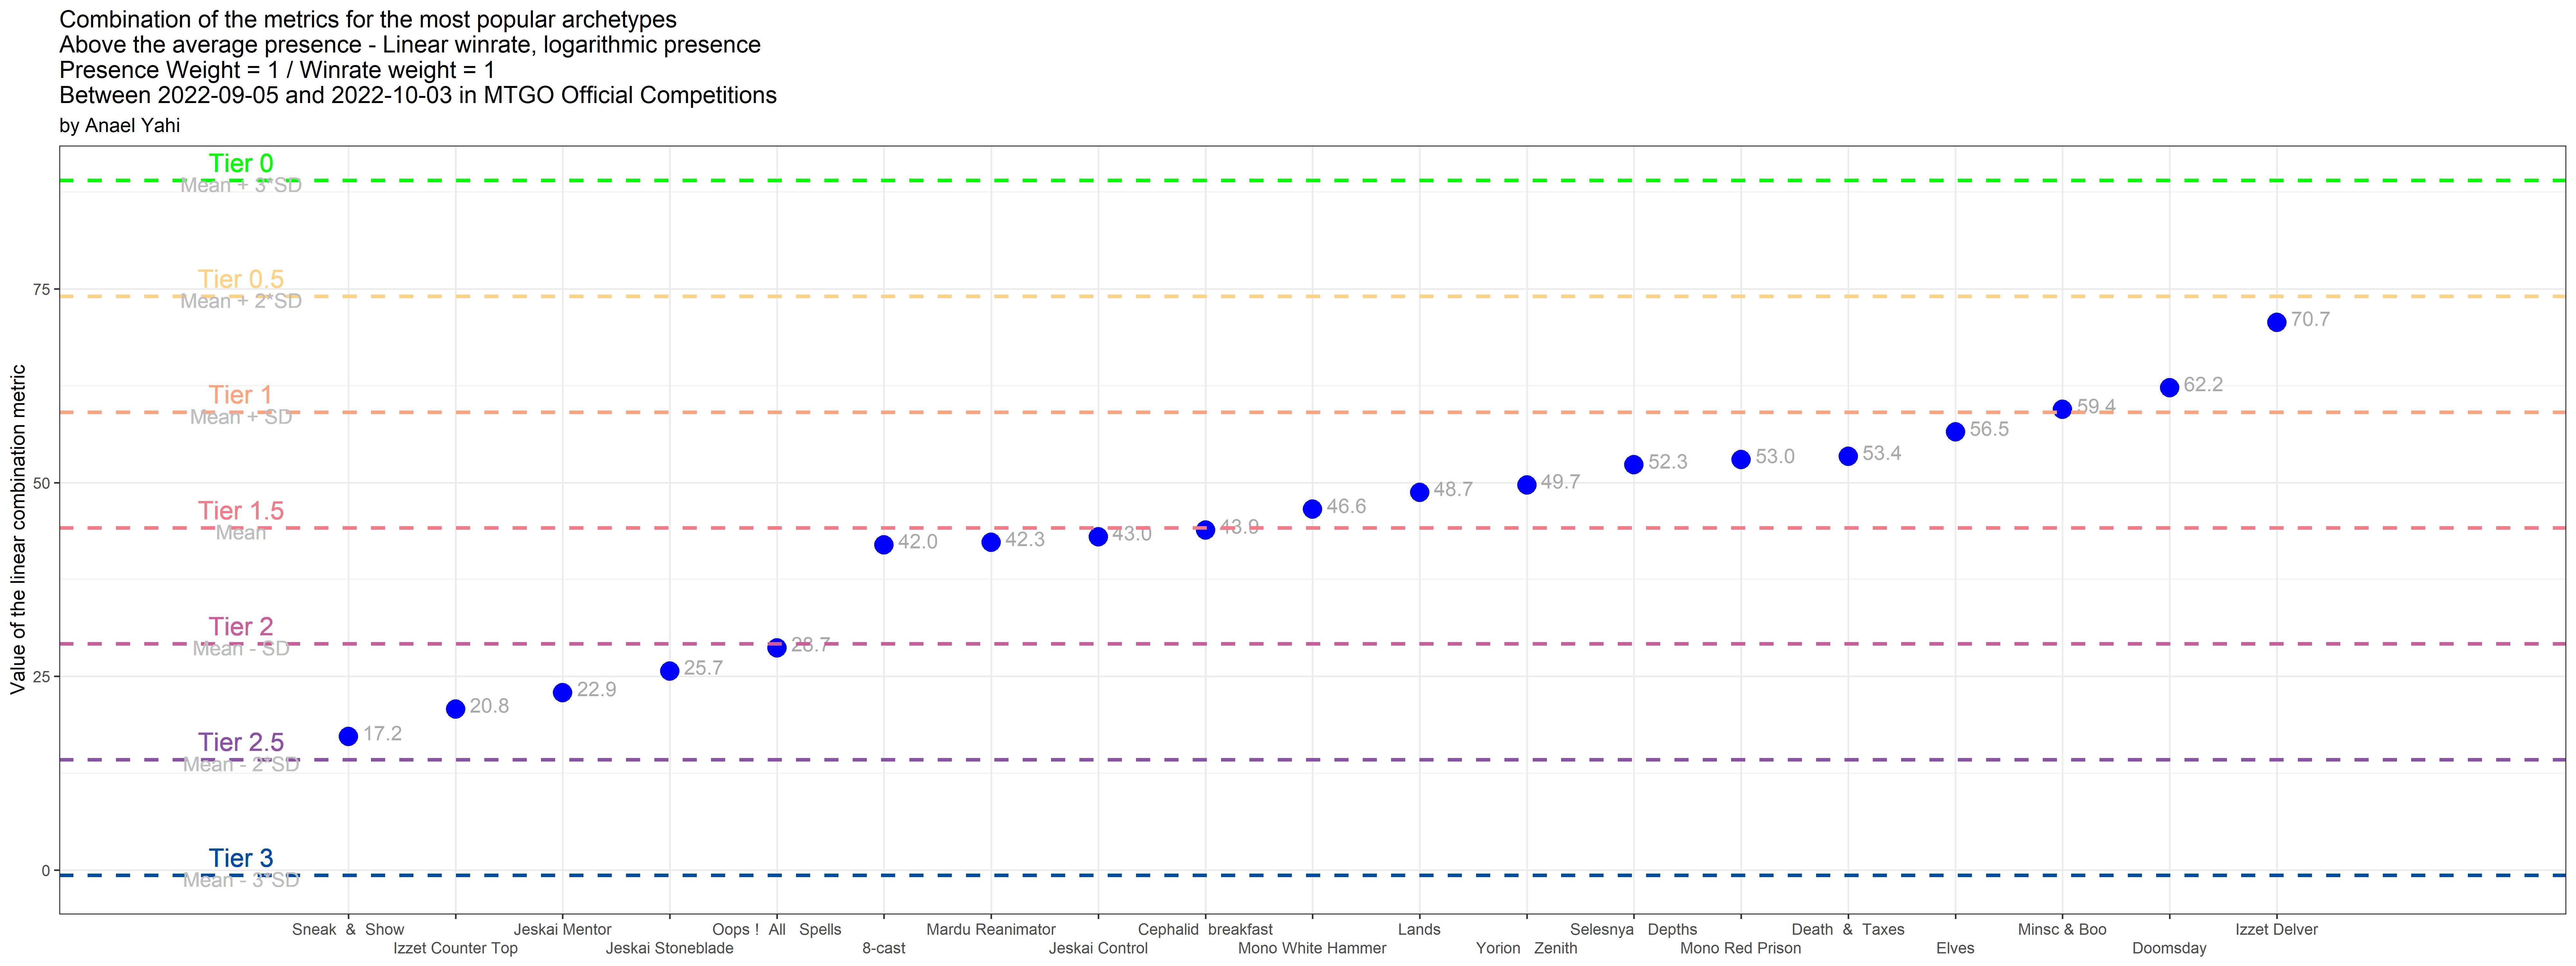 Combination of the metrics for the most popular archetypes
Above the average presence - Linear winrate, logarithmic presence
Presence Weight = 1 / Winrate weight = 1
Between 2022-09-05 and 2022-10-03 in MTGO Official Competitions
by Anael Yahi
Value of the linear combination metric
75
50
25
0
Tier 0
Mean + 3*SD
Tier 0.5
Mean + 2*SD
Tier 1
Mean + SD
Tier 1.5
Mean
Tier 2
Mean - SD
Tier 2.5
Mean - 2*SD
Tier 3
Mean - 3*SD
17.2
20.8
22.9
25.7
28.7
42.0
42.3
43.0
43.9
46.6
48.7
49.7
52.3
53.0
53.4
56.5
59.4
62.2
70.7
Sneak & Show
Izzet Counter Top
Jeskai Mentor
Jeskai Stoneblade
Oops ! All Spells
8-cast
Mardu Reanimator
Jeskai Control
Cephalid breakfast
Mono White Hammer
Lands
Yorion Zenith
Selesnya Depths
Mono Red Prison
Death & Taxes
Elves
Minsc & Boo
Doomsday
Izzet Delver